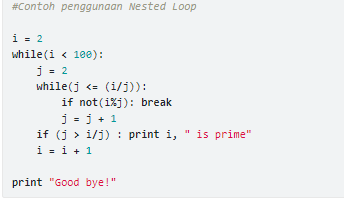 #Contoh penggunaan Nested Loop
i = 2
while(i < 100):
    j = 2
    while(j <= (i/j)):
        if not(i%j): break
        j = j + 1
    if (j > i/j) : print i, " is prime"
    i = i + 1
print "Good bye!"